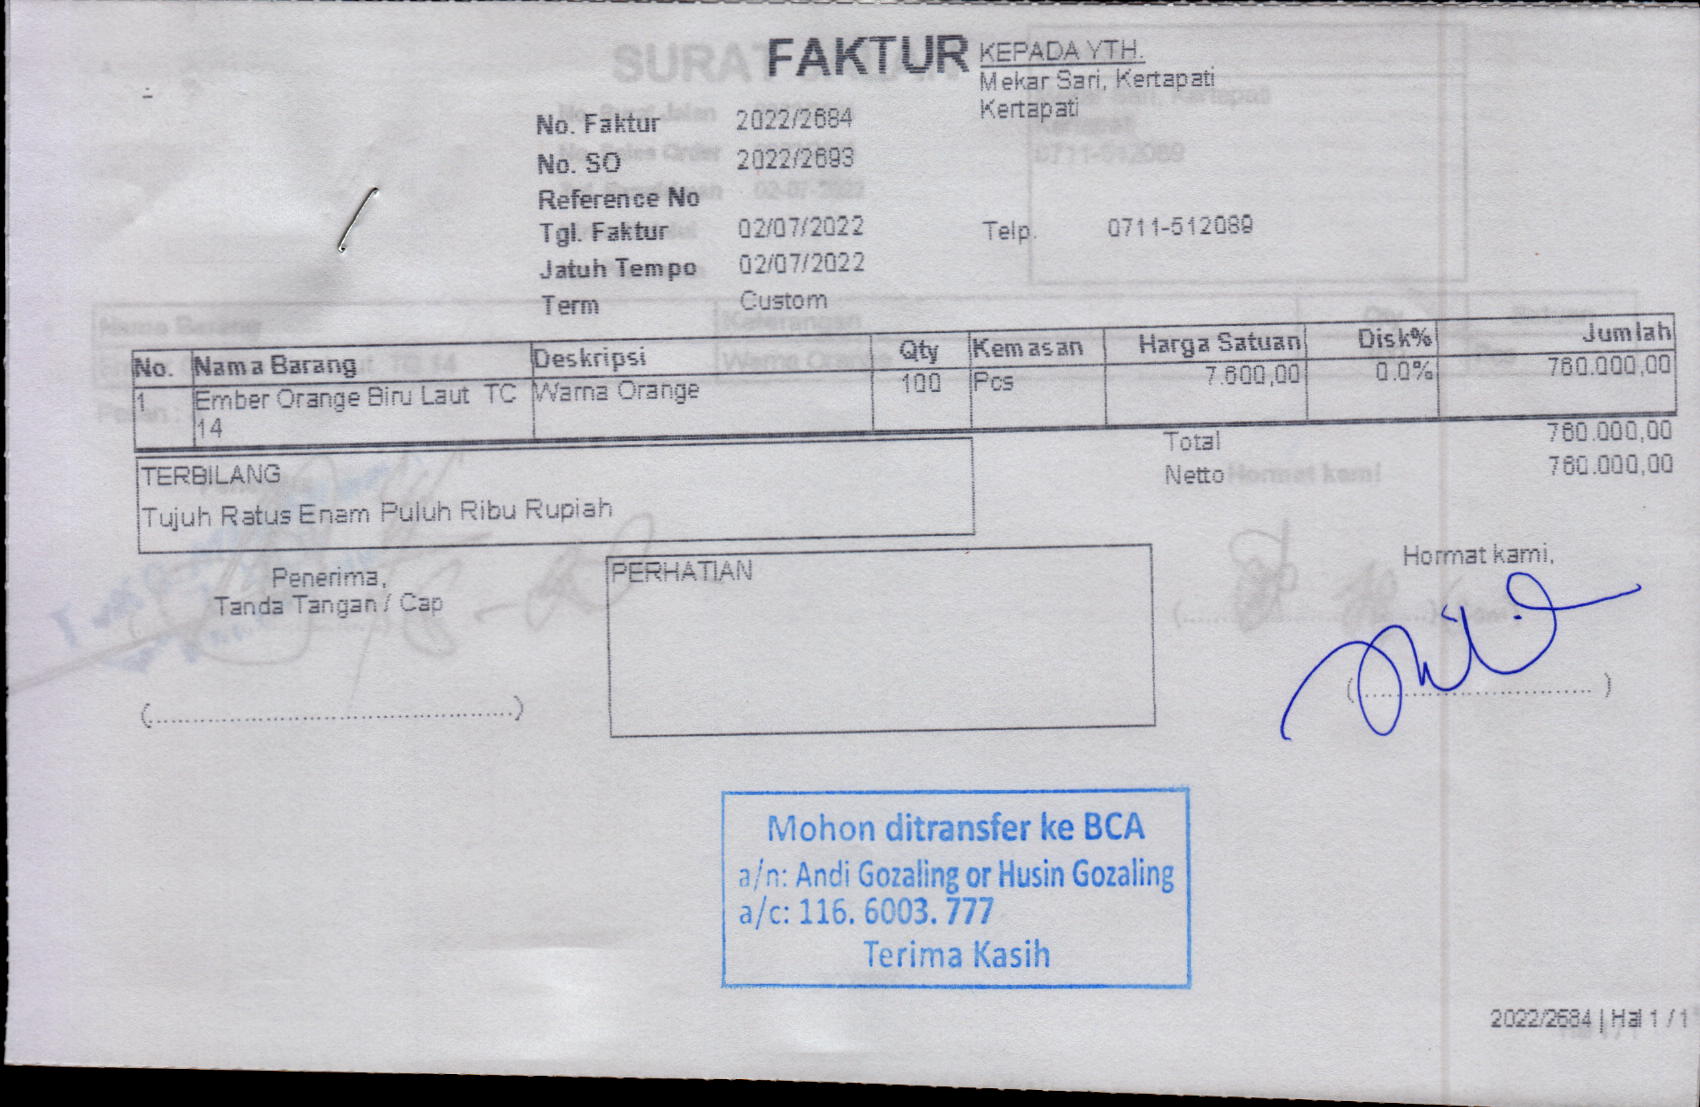 FAKTUR
KEPADA YTH.
Mekar Sari, Kertapati
Kertapati
No. Faktur 2022/2684
No. SO 2022/2693
Reference No
Tgl. Faktur 02/07/2022
Telp. 0711-512089
Jatuh Tempo 02/07/2022
Term Custom
No. Nama Barang Deskripsi Qty Kemasan Harga Satuan Disk% Jumlah
1 Ember Orange Biru Laut TC 14 Warna Orange 100 Pcs 7.600,00 0.0% 760.000,00
Total 760.000,00
Netto 760.000,00
TERBILANG
Tujuh Ratus Enam Puluh Ribu Rupiah
Penerima,
Tanda Tangan / Cap
(................................................)
PERHATIAN
Hormat kami,
(.............................. )
Mohon ditransfer ke BCA
a/n: Andi Gozaling or Husin Gozaling
a/c: 116. 6003. 777
Terima Kasih
2022/2684 | Hal 1 / 1